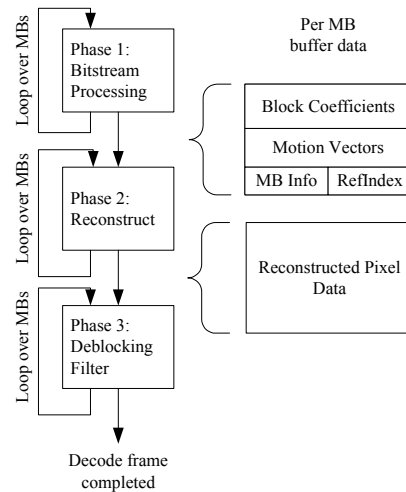 Per MB
buffer data
Loop over MBs
Phase 1:
Bitstream
Processing
Block Coefficients
Motion Vectors
MB Info
RefIndex
Loop over MBs
Phase 2:
Reconstruct
Reconstructed Pixel
Data
Loop over MBs
Phase 3:
Deblocking
Filter
Decode frame
completed